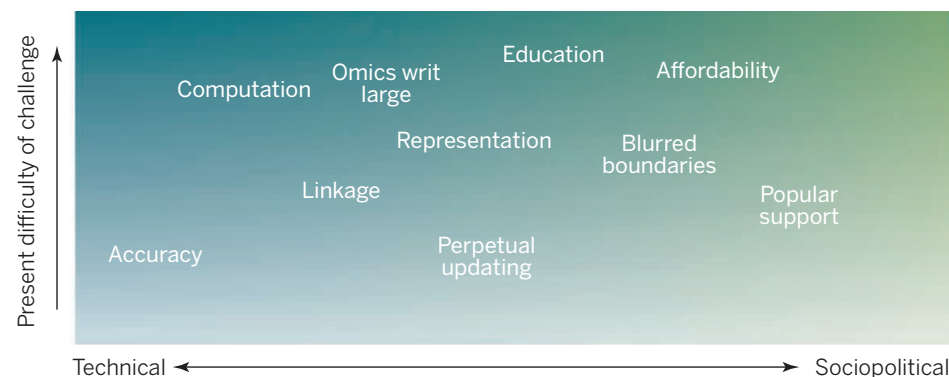 Present difficulty of challenge
Education
Omics writ
large
Affordability
Computation
Representation
Blurred
boundaries
Linkage
Popular
support
Accuracy
Perpetual
updating
Technical
Sociopolitical